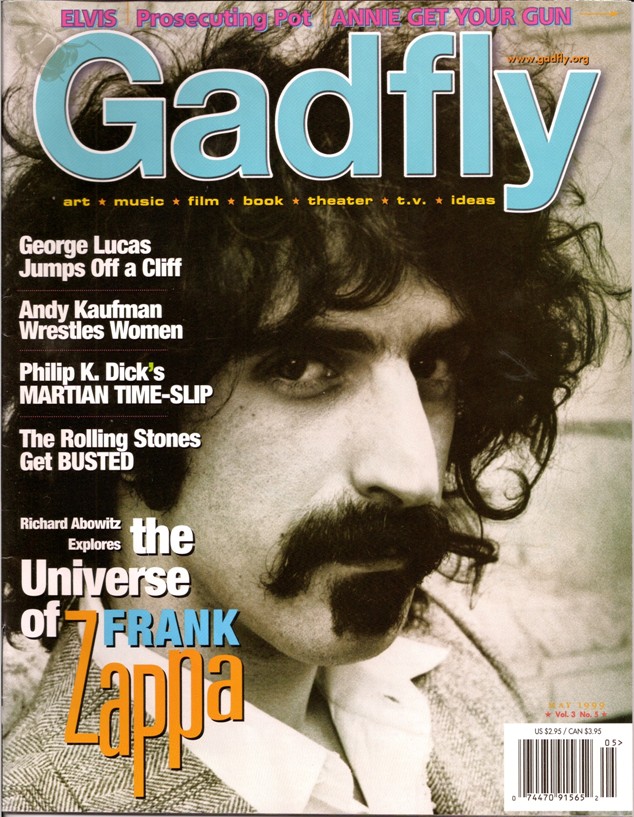 ELVIS Prosecuting Pot ANNIE GET YOUR GUN
Gadfly
www.gadfly.org
art ★ music ★ film ★ book ★ theater ★ t.v. ★ ideas
George Lucas
Jumps Off a Cliff
Andy Kaufman
Wrestles Women
Philip K. Dick's
MARTIAN TIME-SLIP
The Rolling Stones
Get BUSTED
Richard Abowitz
Explores the
Universe
of FRANK
Zappa
MAY 1999
★ Vol. 3 No. 5 ★
US $2.95 / CAN $3.95
05>
0 74470 91565 2